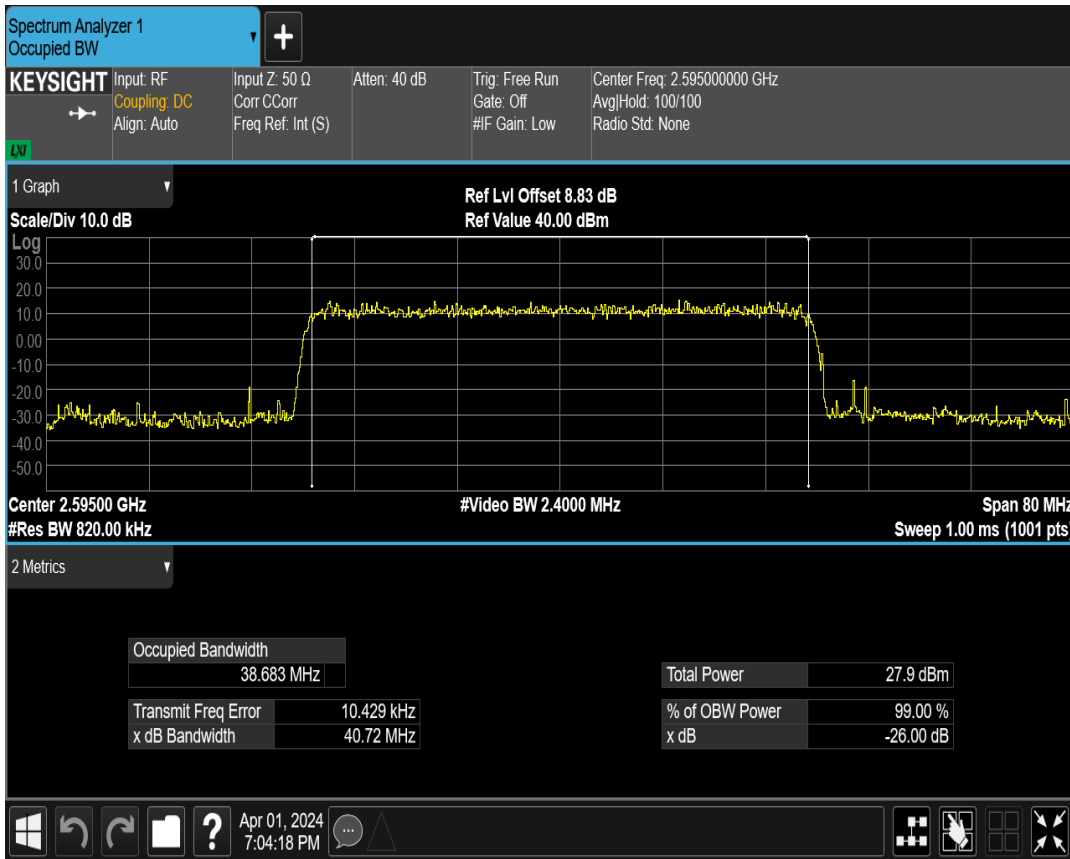 Spectrum Analyzer 1
Occupied BW
+
KEYSIGHT
LXI
Input: RF
Coupling: DC
Align: Auto
Input Z: 50 Ω
Corr CCorr
Freq Ref: Int (S)
Atten: 40 dB
Trig: Free Run
Gate: Off
#IF Gain: Low
Center Freq: 2.595000000 GHz
Avg|Hold: 100/100
Radio Std: None
1 Graph
Ref Lvl Offset 8.83 dB
Scale/Div 10.0 dB
Ref Value 40.00 dBm
Log
30.0
20.0
10.0
0.00
-10.0
-20.0
-30.0
-40.0
-50.0
Center 2.59500 GHz
#Video BW 2.4000 MHz
Span 80 MHz
#Res BW 820.00 kHz
Sweep 1.00 ms (1001 pts)
2 Metrics
Occupied Bandwidth
38.683 MHz
Total Power 27.9 dBm
Transmit Freq Error 10.429 kHz
% of OBW Power 99.00 %
x dB Bandwidth 40.72 MHz
x dB -26.00 dB
?
Apr 01, 2024
7:04:18 PM